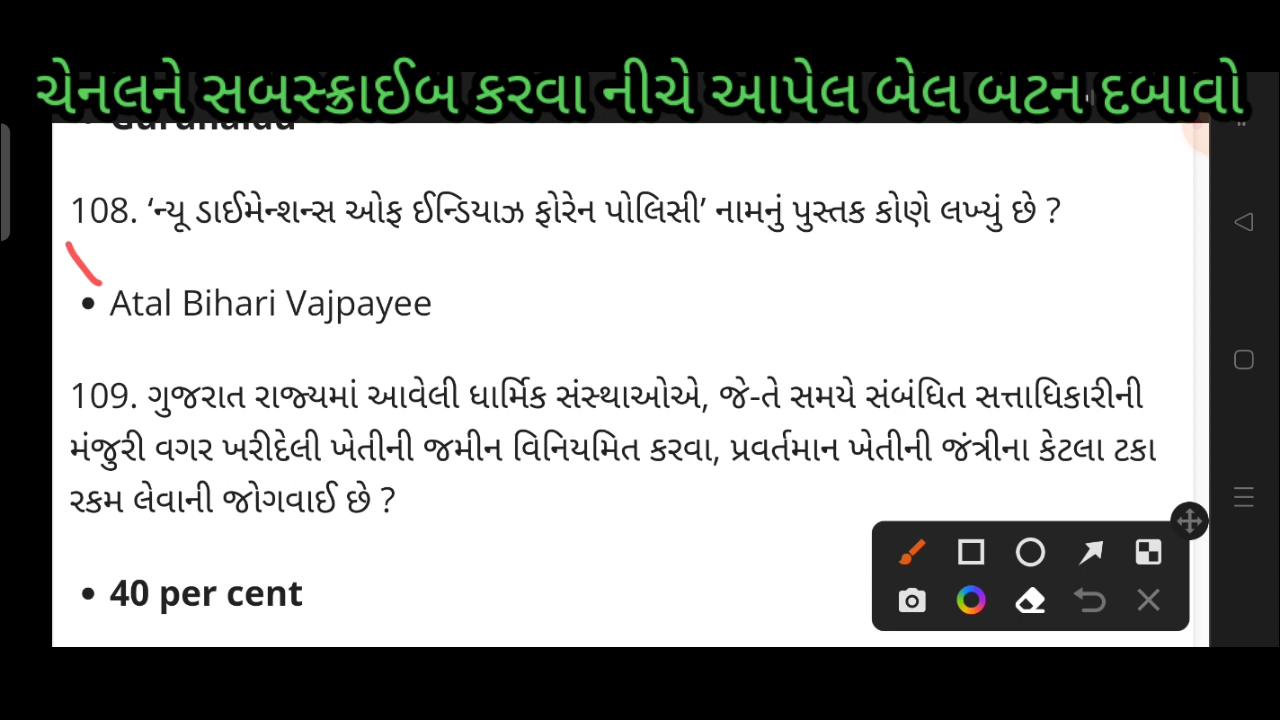 ચેનલને સબસ્ક્રાઈબ કરવા નીચે આપેલ બેલ બટન દબાવો
108. ‘ન્યૂ ડાઈમેન્શન્સ ઓફ ઈન્ડિયાઝ ફોરેન પોલિસી’ નામનું પુસ્તક કોણે લખ્યું છે ?
• Atal Bihari Vajpayee
109. ગુજરાત રાજ્યમાં આવેલી ધાર્મિક સંસ્થાઓએ, જે-તે સમયે સંબંધિત સત્તાધિકારીની
મંજુરી વગર ખરીદેલી ખેતીની જમીન વિનિયમિત કરવા, પ્રવર્તમાન ખેતીની જંત્રીના કેટલા ટકા
રકમ લેવાની જોગવાઈ છે ?
• 40 per cent